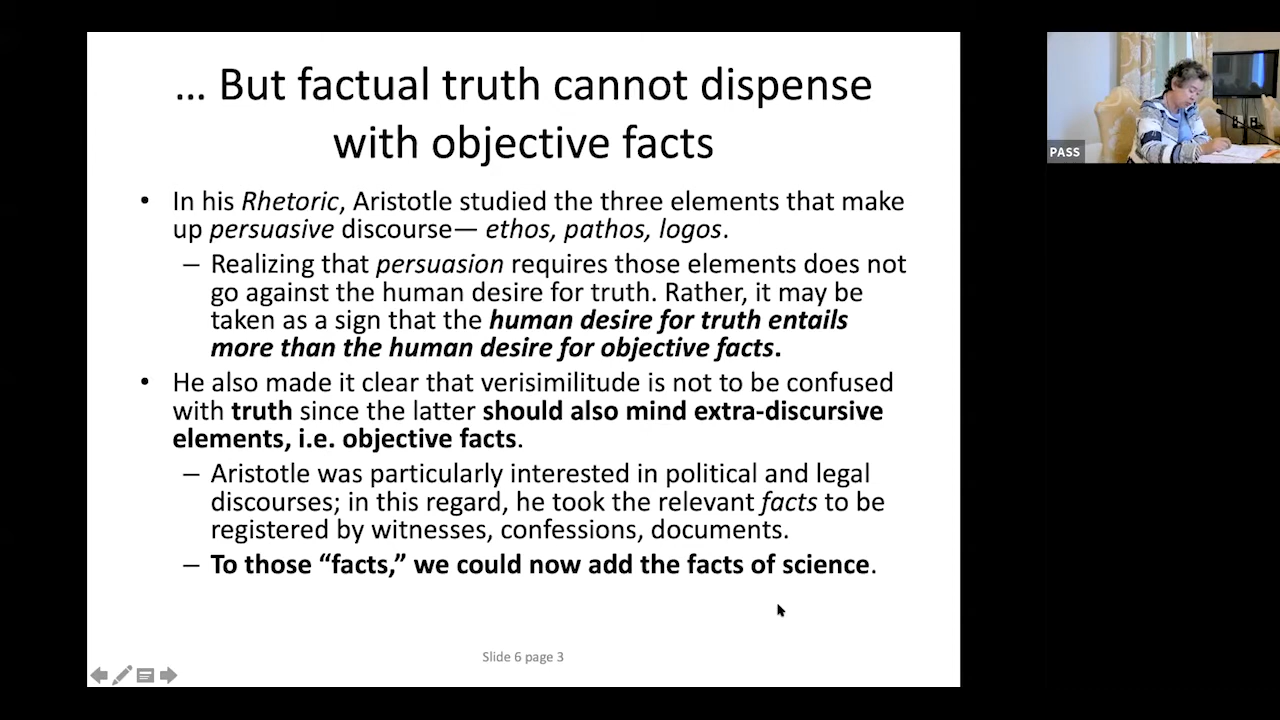 ... But factual truth cannot dispense
with objective facts
• In his Rhetoric, Aristotle studied the three elements that make
up persuasive discourse— ethos, pathos, logos.
– Realizing that persuasion requires those elements does not
go against the human desire for truth. Rather, it may be
taken as a sign that the human desire for truth entails
more than the human desire for objective facts.
• He also made it clear that verisimilitude is not to be confused
with truth since the latter should also mind extra-discursive
elements, i.e. objective facts.
– Aristotle was particularly interested in political and legal
discourses; in this regard, he took the relevant facts to be
registered by witnesses, confessions, documents.
– To those “facts,” we could now add the facts of science.
Slide 6 page 3
PASS